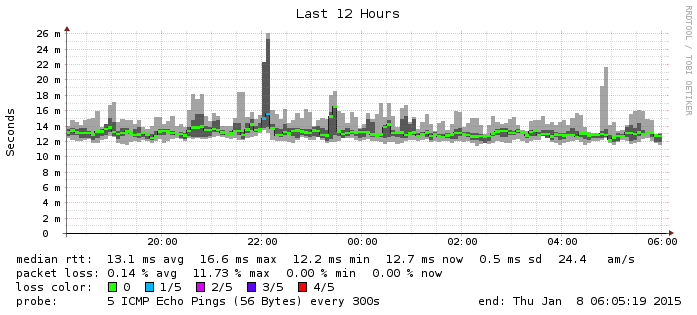 Last 12 Hours
RRDTOOL / TOBI OETIKER
Seconds
26 m
24 m
22 m
20 m
18 m
16 m
14 m
12 m
10 m
8 m
6 m
4 m
2 m
0
20:00 22:00 00:00 02:00 04:00 06:00
median rtt: 13.1 ms avg 16.6 ms max 12.2 ms min 12.7 ms now 0.5 ms sd 24.4 am/s
packet loss: 0.14 % avg 11.73 % max 0.00 % min 0.00 % now
loss color: 0 1/5 2/5 3/5 4/5
probe: 5 ICMP Echo Pings (56 Bytes) every 300s end: Thu Jan 8 06:05:19 2015